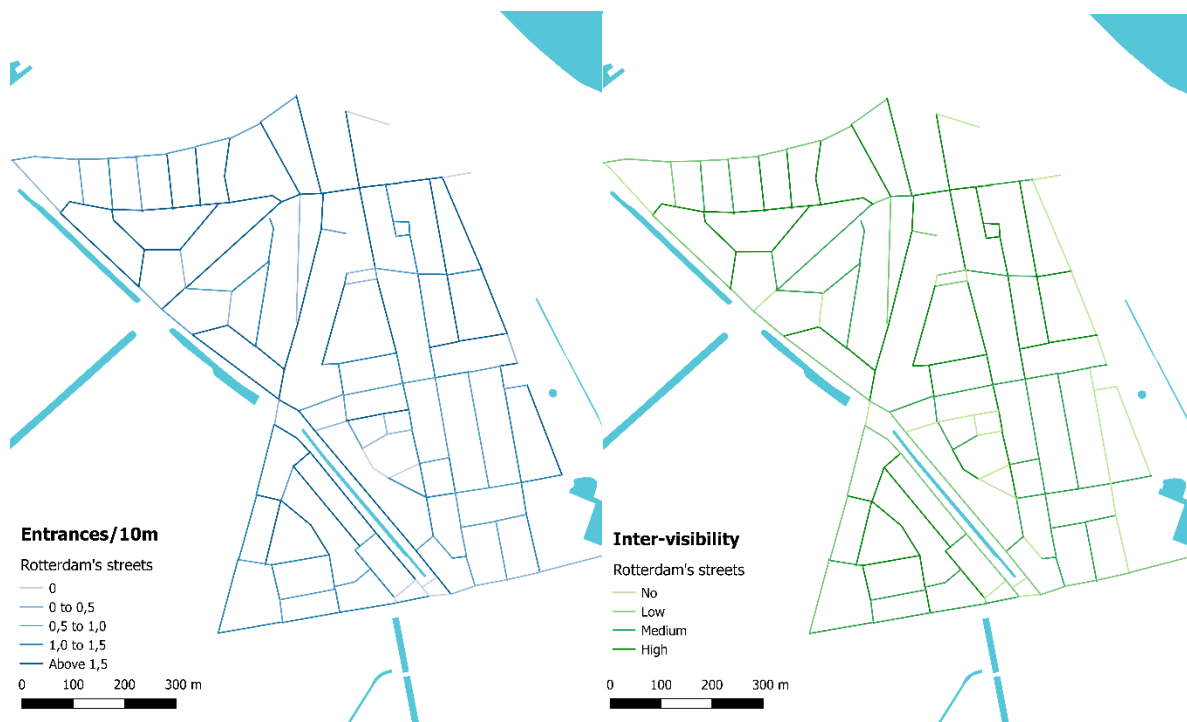 Entrances/10m
Rotterdam's streets
0
0 to 0,5
0,5 to 1,0
1,0 to 1,5
Above 1,5
0 100 200 300 m
Inter-visibility
Rotterdam's streets
No
Low
Medium
High
0 100 200 300 m